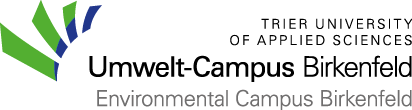 TRIER UNIVERSITY
OF APPLIED SCIENCES
Umwelt-Campus Birkenfeld
Environmental Campus Birkenfeld